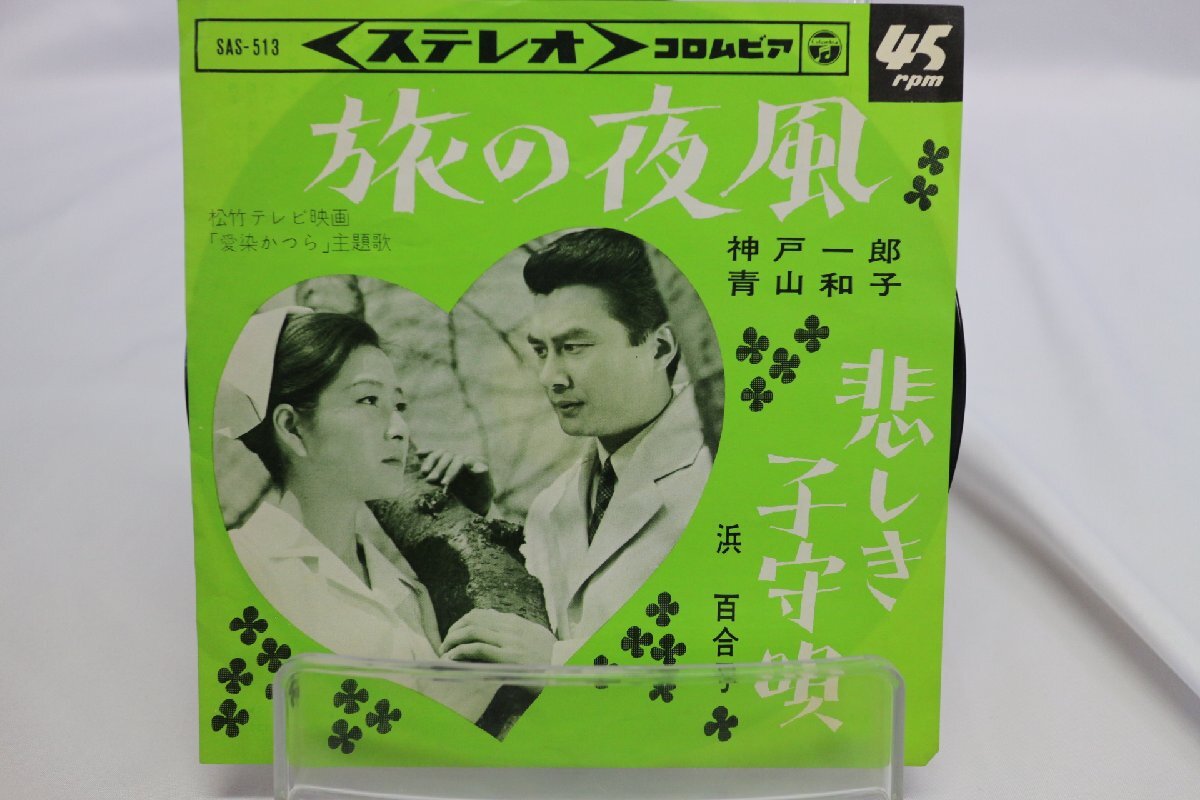 SAS-513
<ステレオ>
コロムビア
Columbia
45
rpm
旅の夜風
松竹テレビ映画
「愛染かつら」主題歌
神戸一郎
青山和子
悲しき
子守唄
浜 百合子